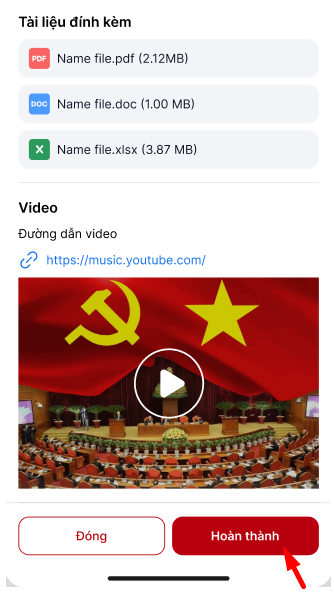 Tài liệu đính kèm
PDF Name file.pdf (2.12MB)
DOC Name file.doc (1.00 MB)
X Name file.xlsx (3.87 MB)
Video
Đường dẫn video
https://music.youtube.com/
Đóng Hoàn thành